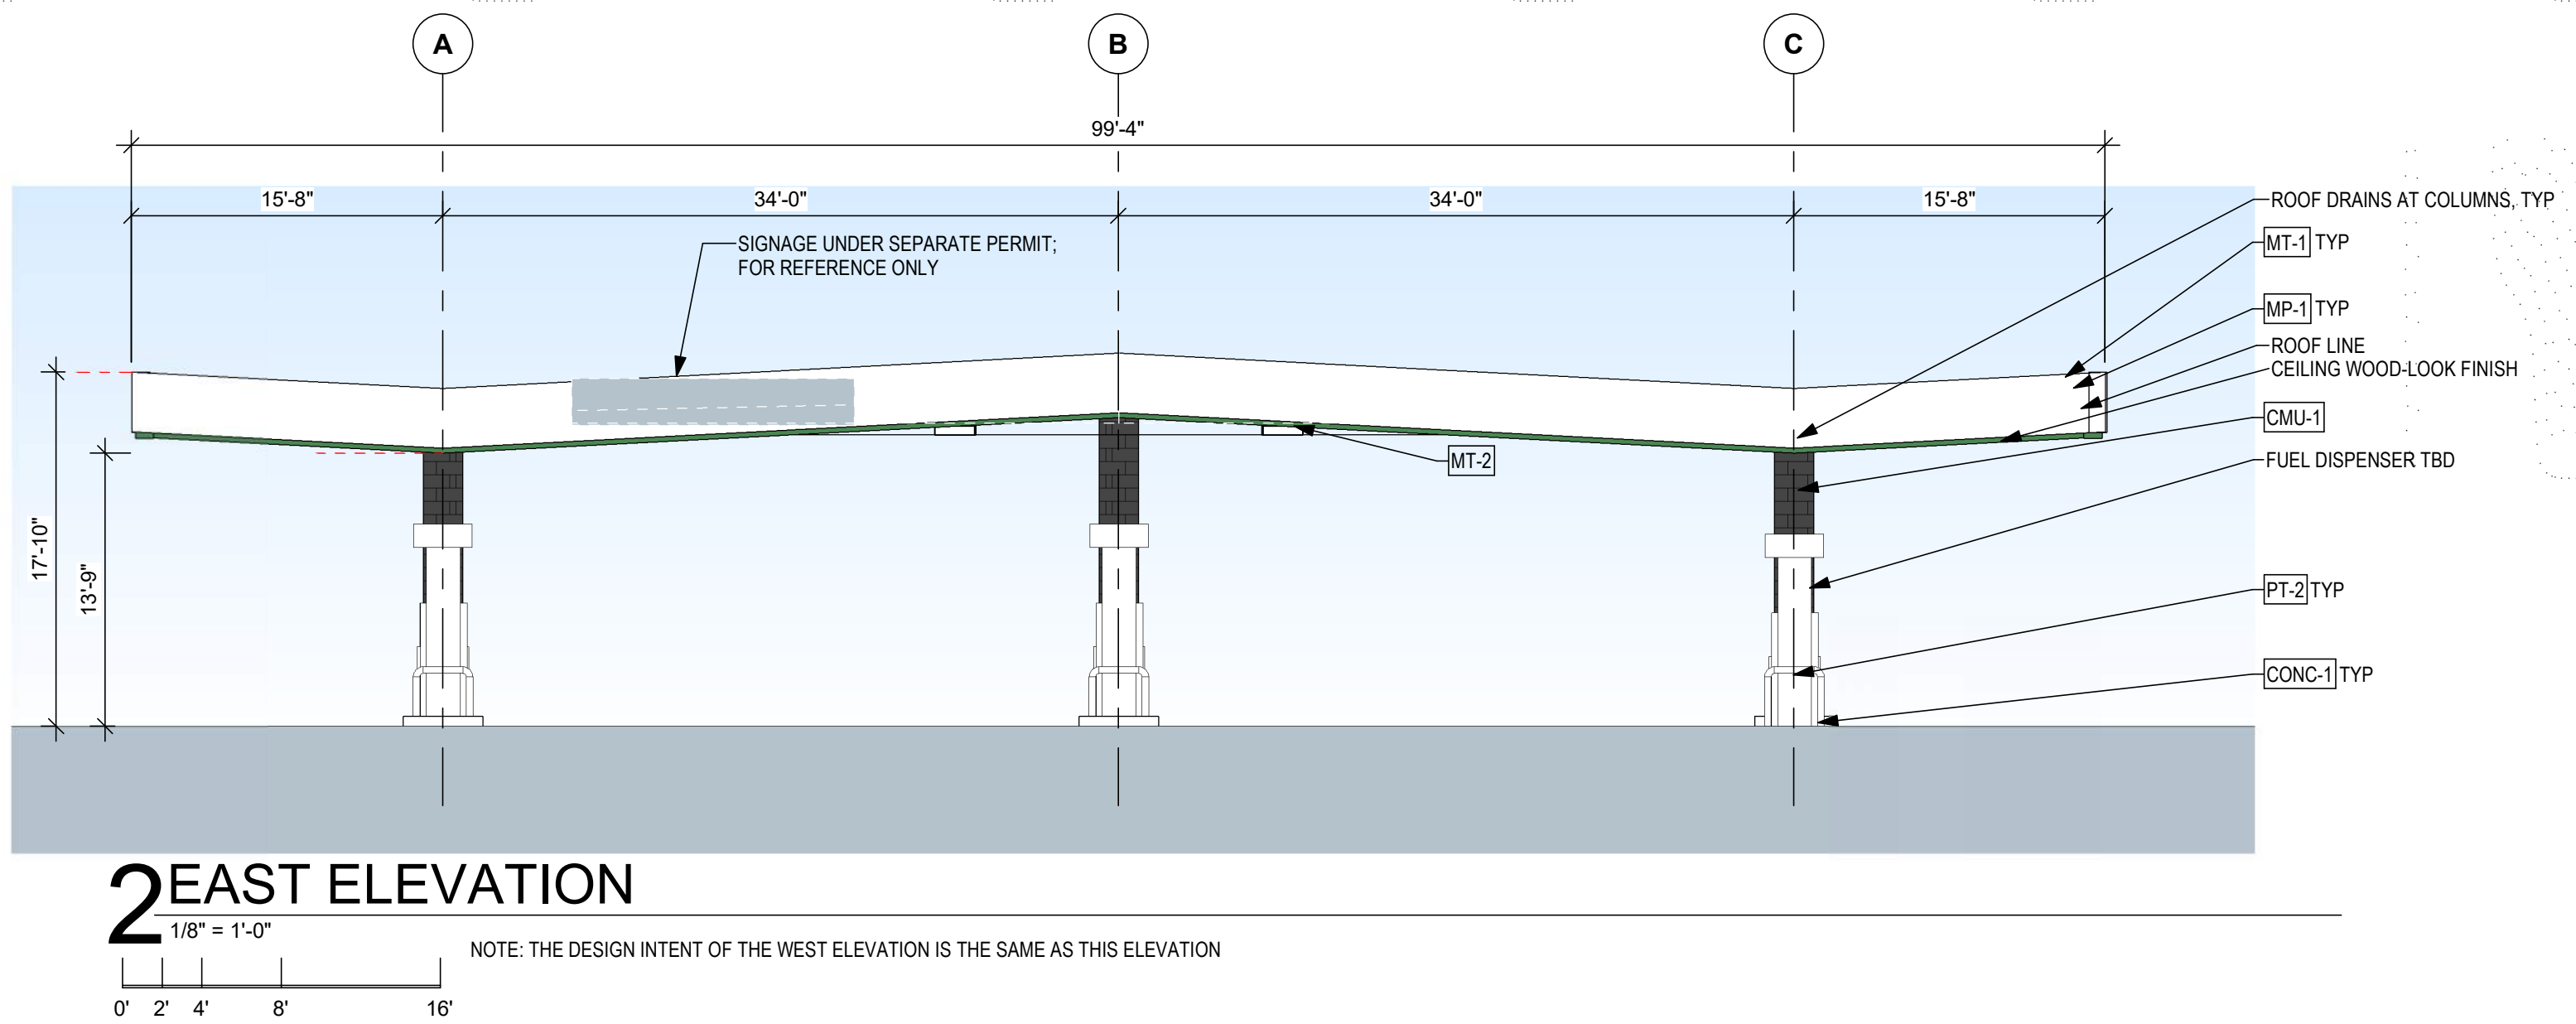 A
B
C
99'-4"
15'-8"
34'-0"
34'-0"
15'-8"
ROOF DRAINS AT COLUMNS, TYP
SIGNAGE UNDER SEPARATE PERMIT;
FOR REFERENCE ONLY
MT-1 TYP
MP-1 TYP
ROOF LINE
CEILING WOOD-LOOK FINISH
CMU-1
MT-2
FUEL DISPENSER TBD
17'-10"
13'-9"
PT-2 TYP
CONC-1 TYP
2 EAST ELEVATION
1/8" = 1'-0"
NOTE: THE DESIGN INTENT OF THE WEST ELEVATION IS THE SAME AS THIS ELEVATION
0' 2' 4' 8' 16'